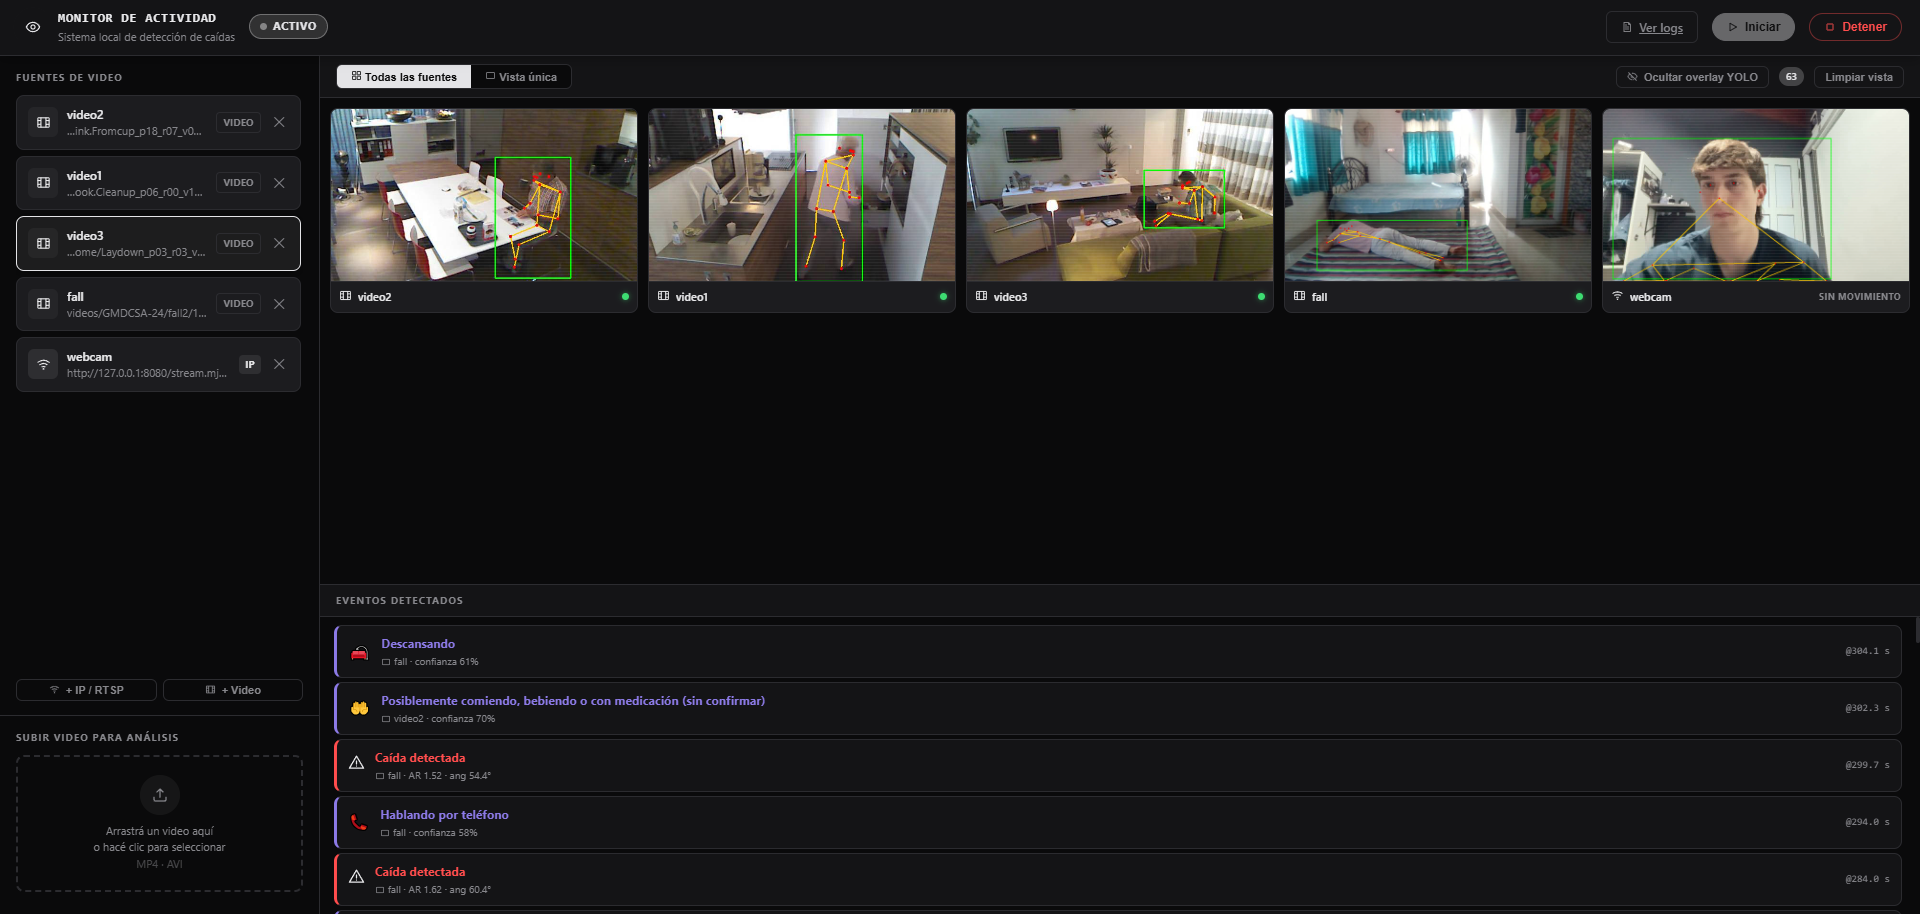 MONITOR DE ACTIVIDAD
Sistema local de detección de caídas
ACTIVO
Ver logs
Iniciar
Detener
FUENTES DE VIDEO
video2
...ink.Fromcup_p18_r07_v0...
VIDEO
video1
...ook.Cleanup_p06_r00_v1...
VIDEO
video3
...ome/Laydown_p03_r03_v...
VIDEO
fall
videos/GMDCSA-24/fall2/1...
VIDEO
webcam
http://127.0.0.1:8080/stream.mj...
IP
+ IP / RTSP
+ Video
SUBIR VIDEO PARA ANÁLISIS
Arrastrá un video aquí
o hacé clic para seleccionar
MP4 · AVI
Todas las fuentes
Vista única
Ocultar overlay YOLO
63
Limpiar vista
video2
video1
video3
fall
webcam
SIN MOVIMIENTO
EVENTOS DETECTADOS
Descansando
fall · confianza 61%
@304.1 s
Posiblemente comiendo, bebiendo o con medicación (sin confirmar)
video2 · confianza 70%
@302.3 s
Caída detectada
fall · AR 1.52 · ang 54.4°
@299.7 s
Hablando por teléfono
fall · confianza 58%
@294.0 s
Caída detectada
fall · AR 1.62 · ang 60.4°
@284.0 s